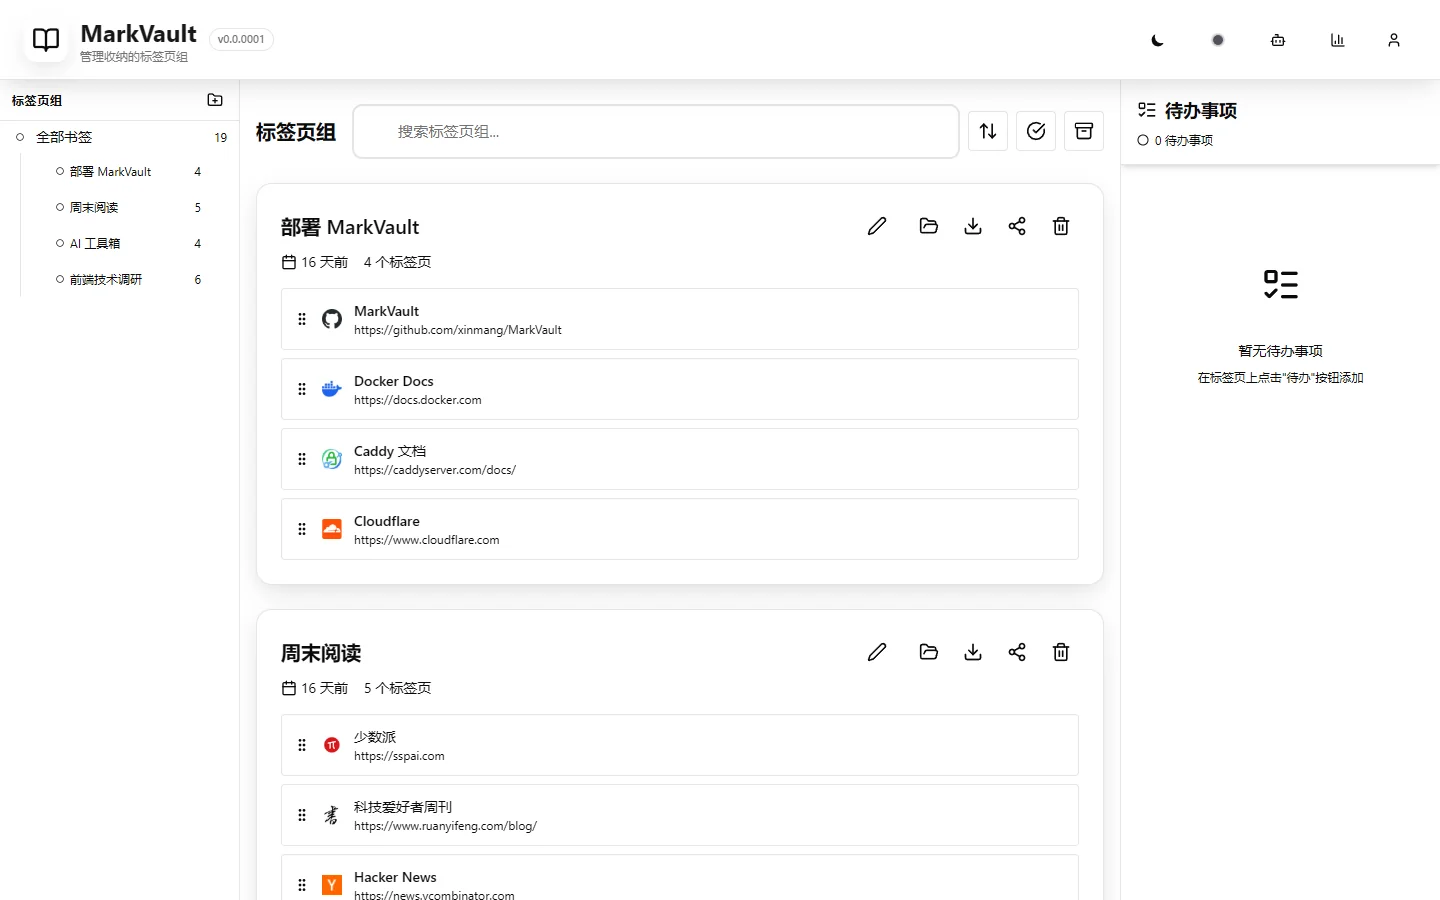 MarkVault
v0.0.0001
管理收纳的标签页组
标签页组
全部书签 19
部署 MarkVault 4
周末阅读 5
AI 工具箱 4
前端技术调研 6
标签页组
搜索标签页组...
部署 MarkVault
16 天前 4 个标签页
MarkVault
https://github.com/xinmang/MarkVault
Docker Docs
https://docs.docker.com
Caddy 文档
https://caddyserver.com/docs/
Cloudflare
https://www.cloudflare.com
周末阅读
16 天前 5 个标签页
少数派
https://sspai.com
科技爱好者周刊
https://www.ruanyifeng.com/blog/
Hacker News
https://news.ycombinator.com
待办事项
0 待办事项
暂无待办事项
在标签页上点击"待办"按钮添加